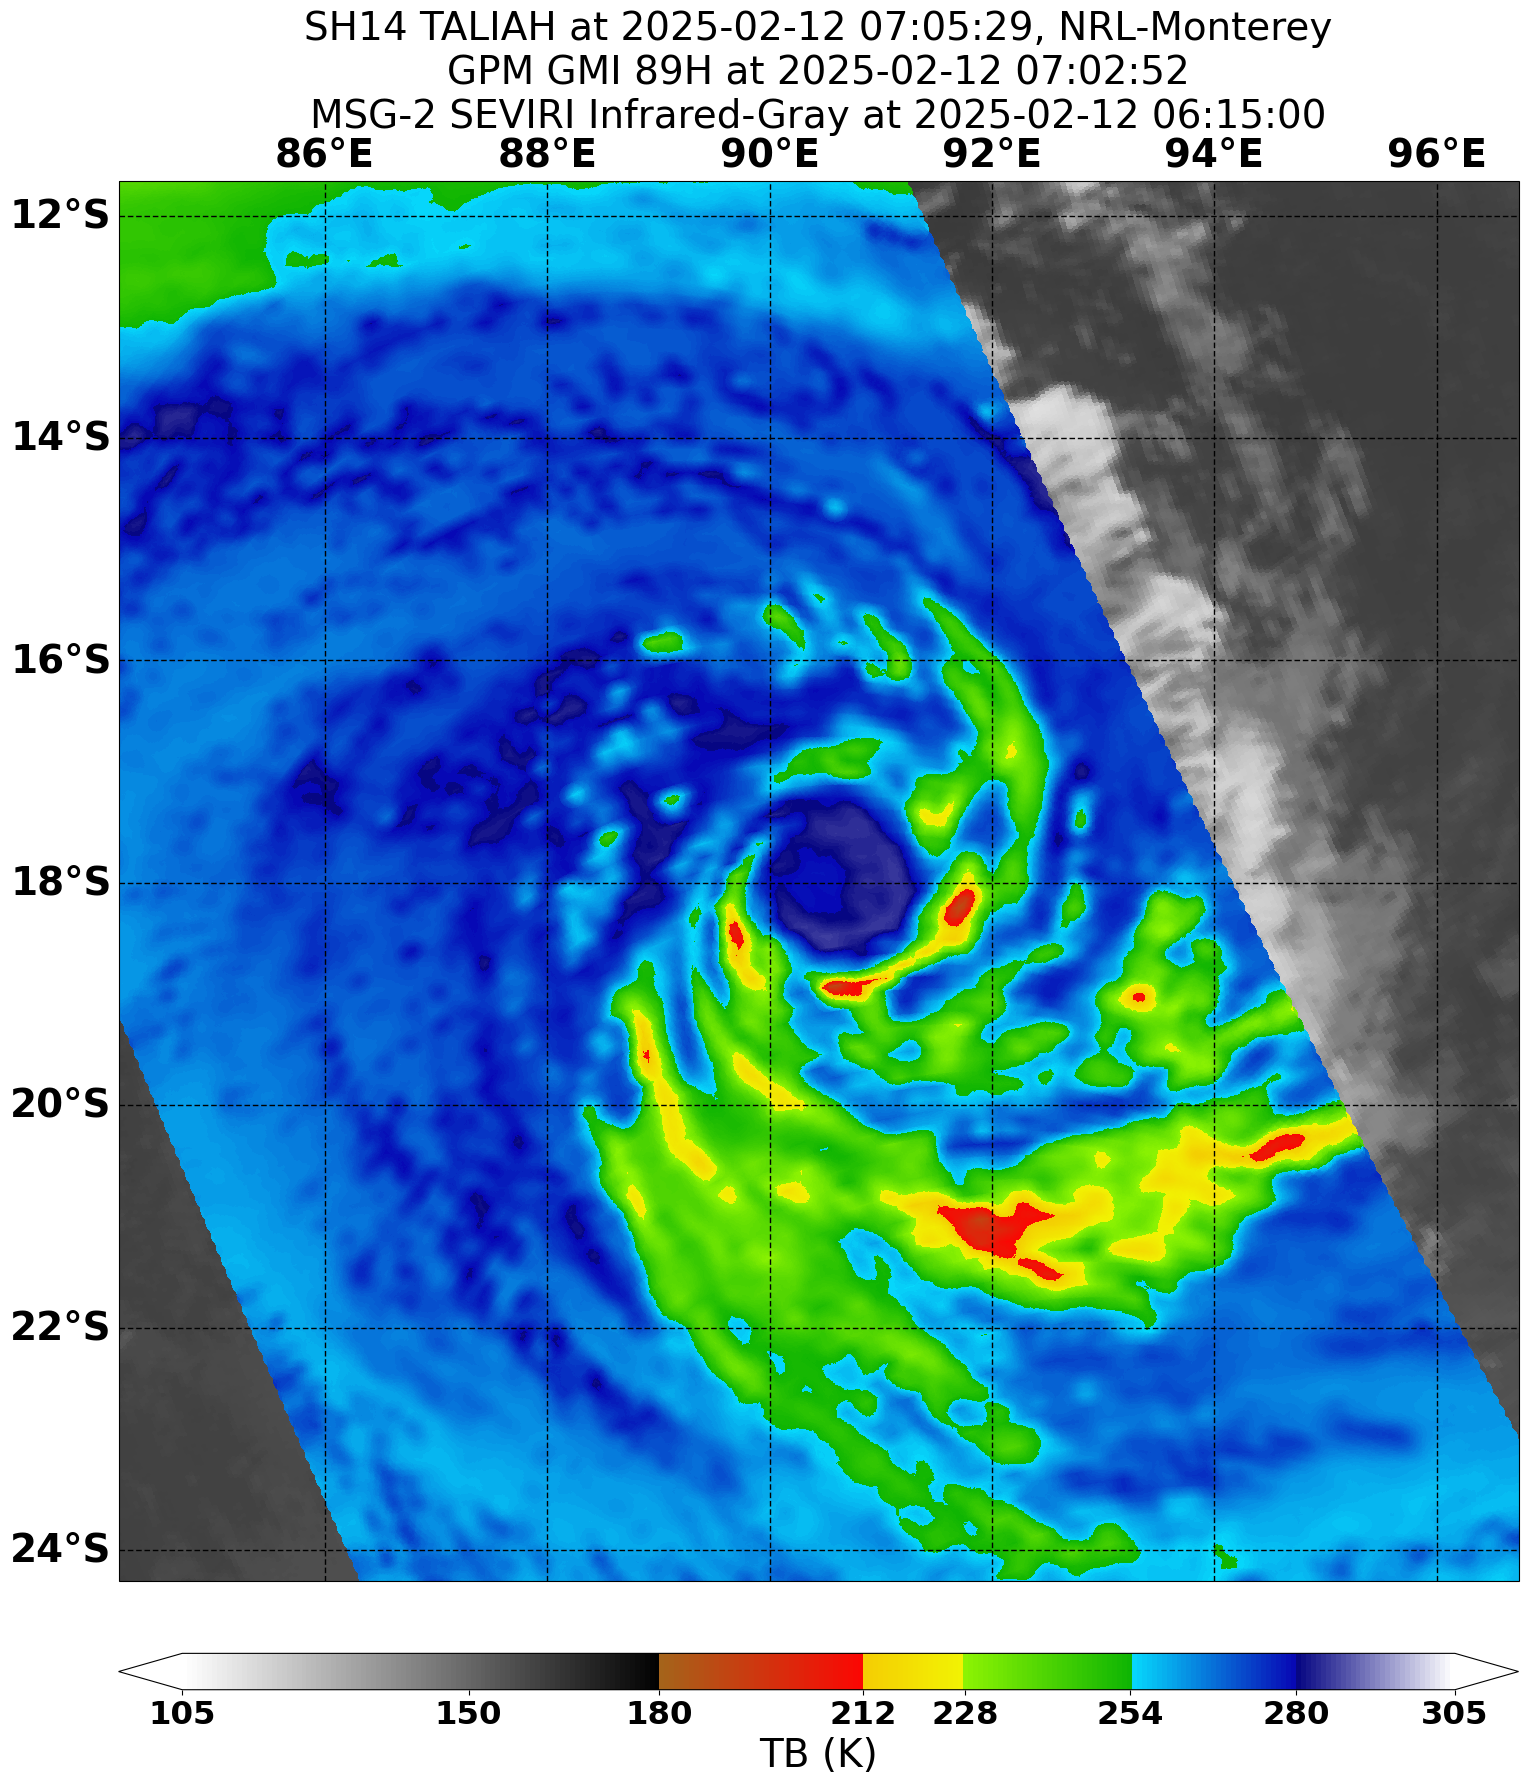 SH14 TALIAH at 2025-02-12 07:05:29, NRL-Monterey
GPM GMI 89H at 2025-02-12 07:02:52
MSG-2 SEVIRI Infrared-Gray at 2025-02-12 06:15:00
86°E 88°E 90°E 92°E 94°E 96°E
12°S
14°S
16°S
18°S
20°S
22°S
24°S
105 150 180 212 228 254 280 305
TB (K)